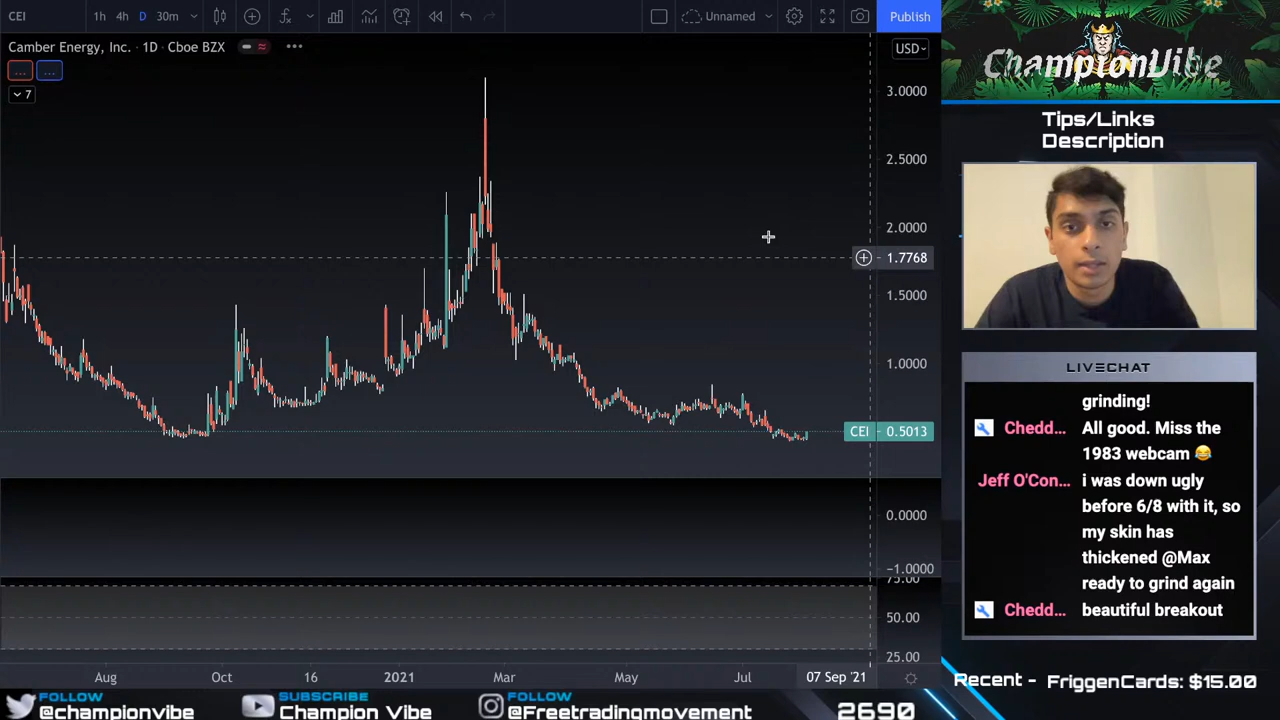 CEI 1h 4h D 30m Unnamed Publish
Camber Energy, Inc. · 1D · Cboe BZX
USD
... ...
7
3.0000
2.5000
2.0000
1.7768
1.5000
1.0000
CEI 0.5013
0.0000
−1.0000
75.00
50.00
25.00
Aug Oct 16 2021 Mar May Jul 07 Sep '21
ChampionVibe
Tips/Links
Description
LIVECHAT
grinding!
Chedd... All good. Miss the
1983 webcam 😂
Jeff O'Con... i was down ugly
before 6/8 with it, so
my skin has
thickened @Max
ready to grind again
Chedd... beautiful breakout
Recent - FriggenCards: $15.00
FOLLOW
@championvibe
SUBSCRIBE
Champion Vibe
FOLLOW
@Freetradingmovement
2690